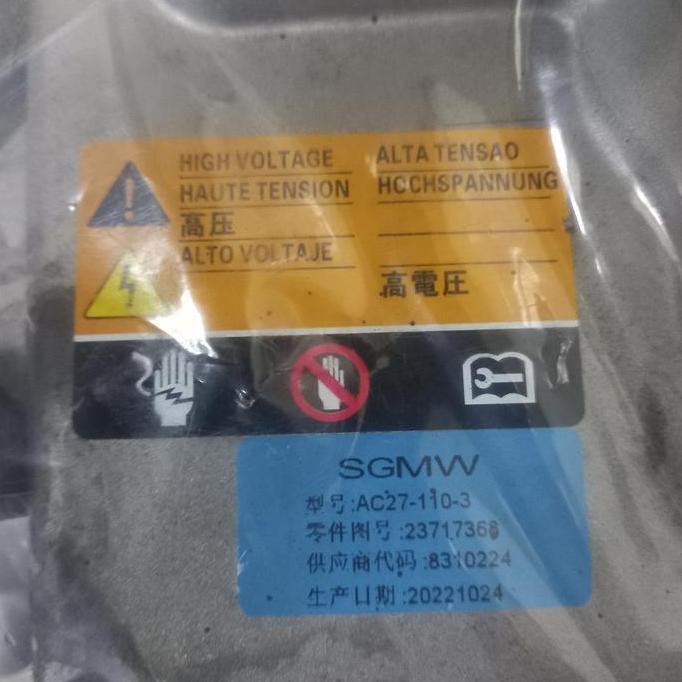 HIGH VOLTAGE
HAUTE TENSION
高压
ALTO VOLTAJE
ALTA TENSAO
HOCHSPANNUNG
高電圧
SGMW
型号:AC27-110-3
零件图号:23717368
供应商代码:8310224
生产日期:20221024